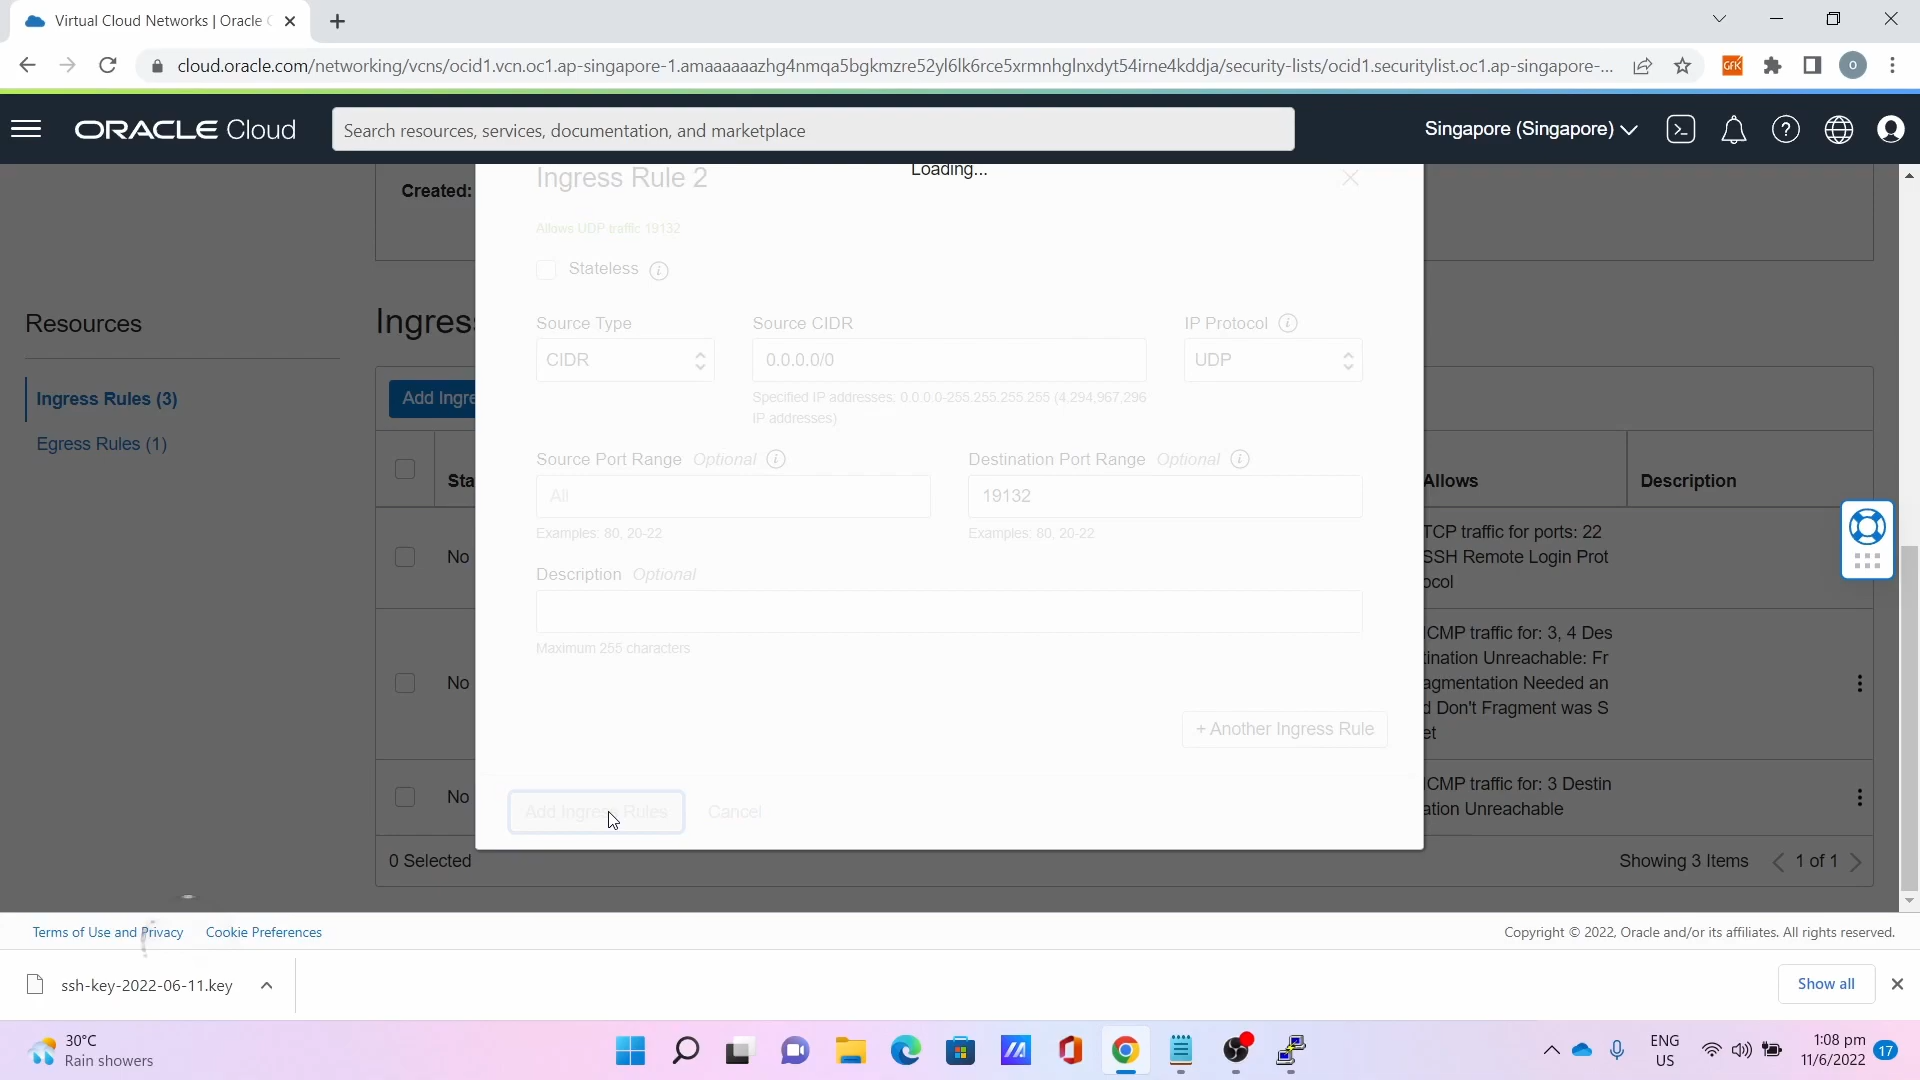 Virtual Cloud Networks | Oracle C
cloud.oracle.com/networking/vcns/ocid1.vcn.oc1.ap-singapore-1.amaaaaaazhg4nmqa5bgkmzre52yl6lk6rce5xrmnhglnxdyt54irne4kddja/security-lists/ocid1.securitylist.oc1.ap-singapore-...
GFK
O
ORACLE Cloud
Search resources, services, documentation, and marketplace
Singapore (Singapore)
Loading...
Created:
Ingress Rule 2
Allows UDP traffic 19132
Stateless
Resources
Ingres
Source Type
Source CIDR
IP Protocol
CIDR
0.0.0.0/0
UDP
Specified IP addresses: 0.0.0.0-255.255.255.255 (4,294,967,296
IP addresses)
Ingress Rules (3)
Egress Rules (1)
Add Ingre
Source Port Range Optional
Destination Port Range Optional
Sta
Allows
Description
All
19132
Examples: 80, 20-22
Examples: 80, 20-22
No
TCP traffic for ports: 22
SSH Remote Login Prot
ocol
Description Optional
Maximum 255 characters
No
ICMP traffic for: 3, 4 Des
tination Unreachable: Fr
agmentation Needed an
d Don't Fragment was S
et
+ Another Ingress Rule
No
ICMP traffic for: 3 Destin
ation Unreachable
Add Ingress Rules
Cancel
0 Selected
Showing 3 Items
1 of 1
Terms of Use and Privacy
Cookie Preferences
Copyright © 2022, Oracle and/or its affiliates. All rights reserved.
ssh-key-2022-06-11.key
Show all
30°C
Rain showers
ENG
US
1:08 pm
11/6/2022
17